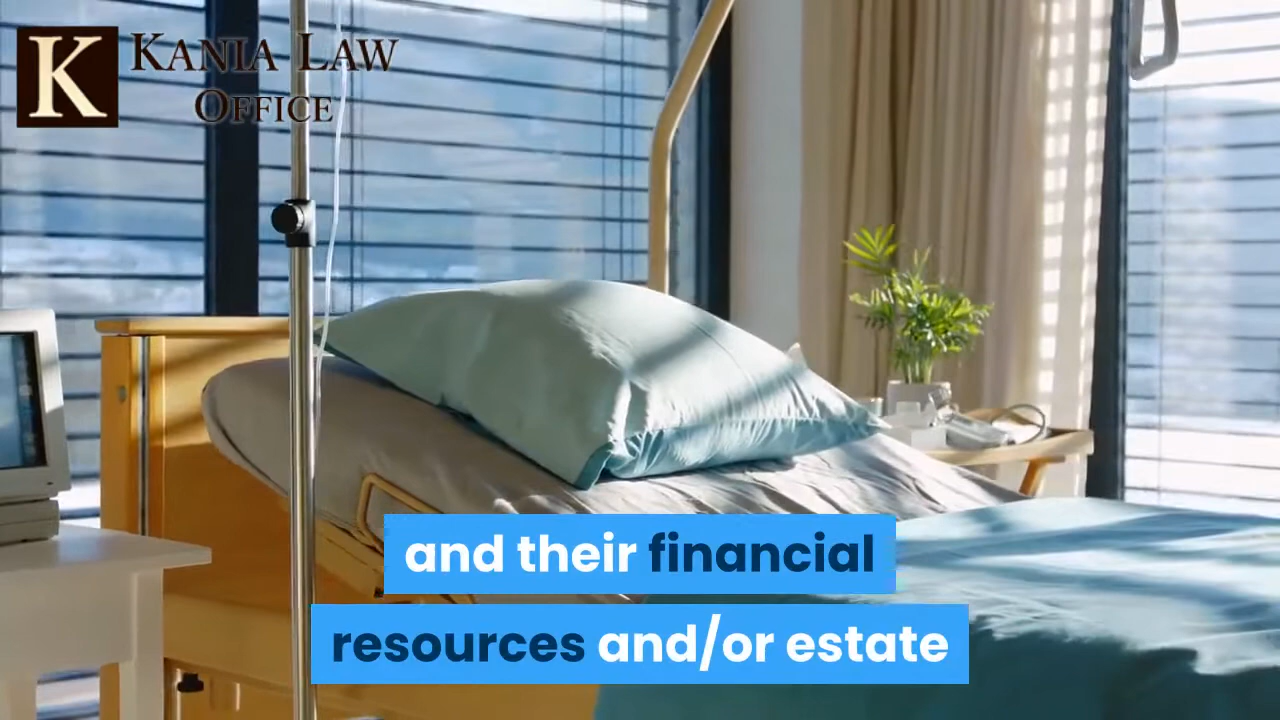 K
KANIA LAW
OFFICE
and their financial
resources and/or estate